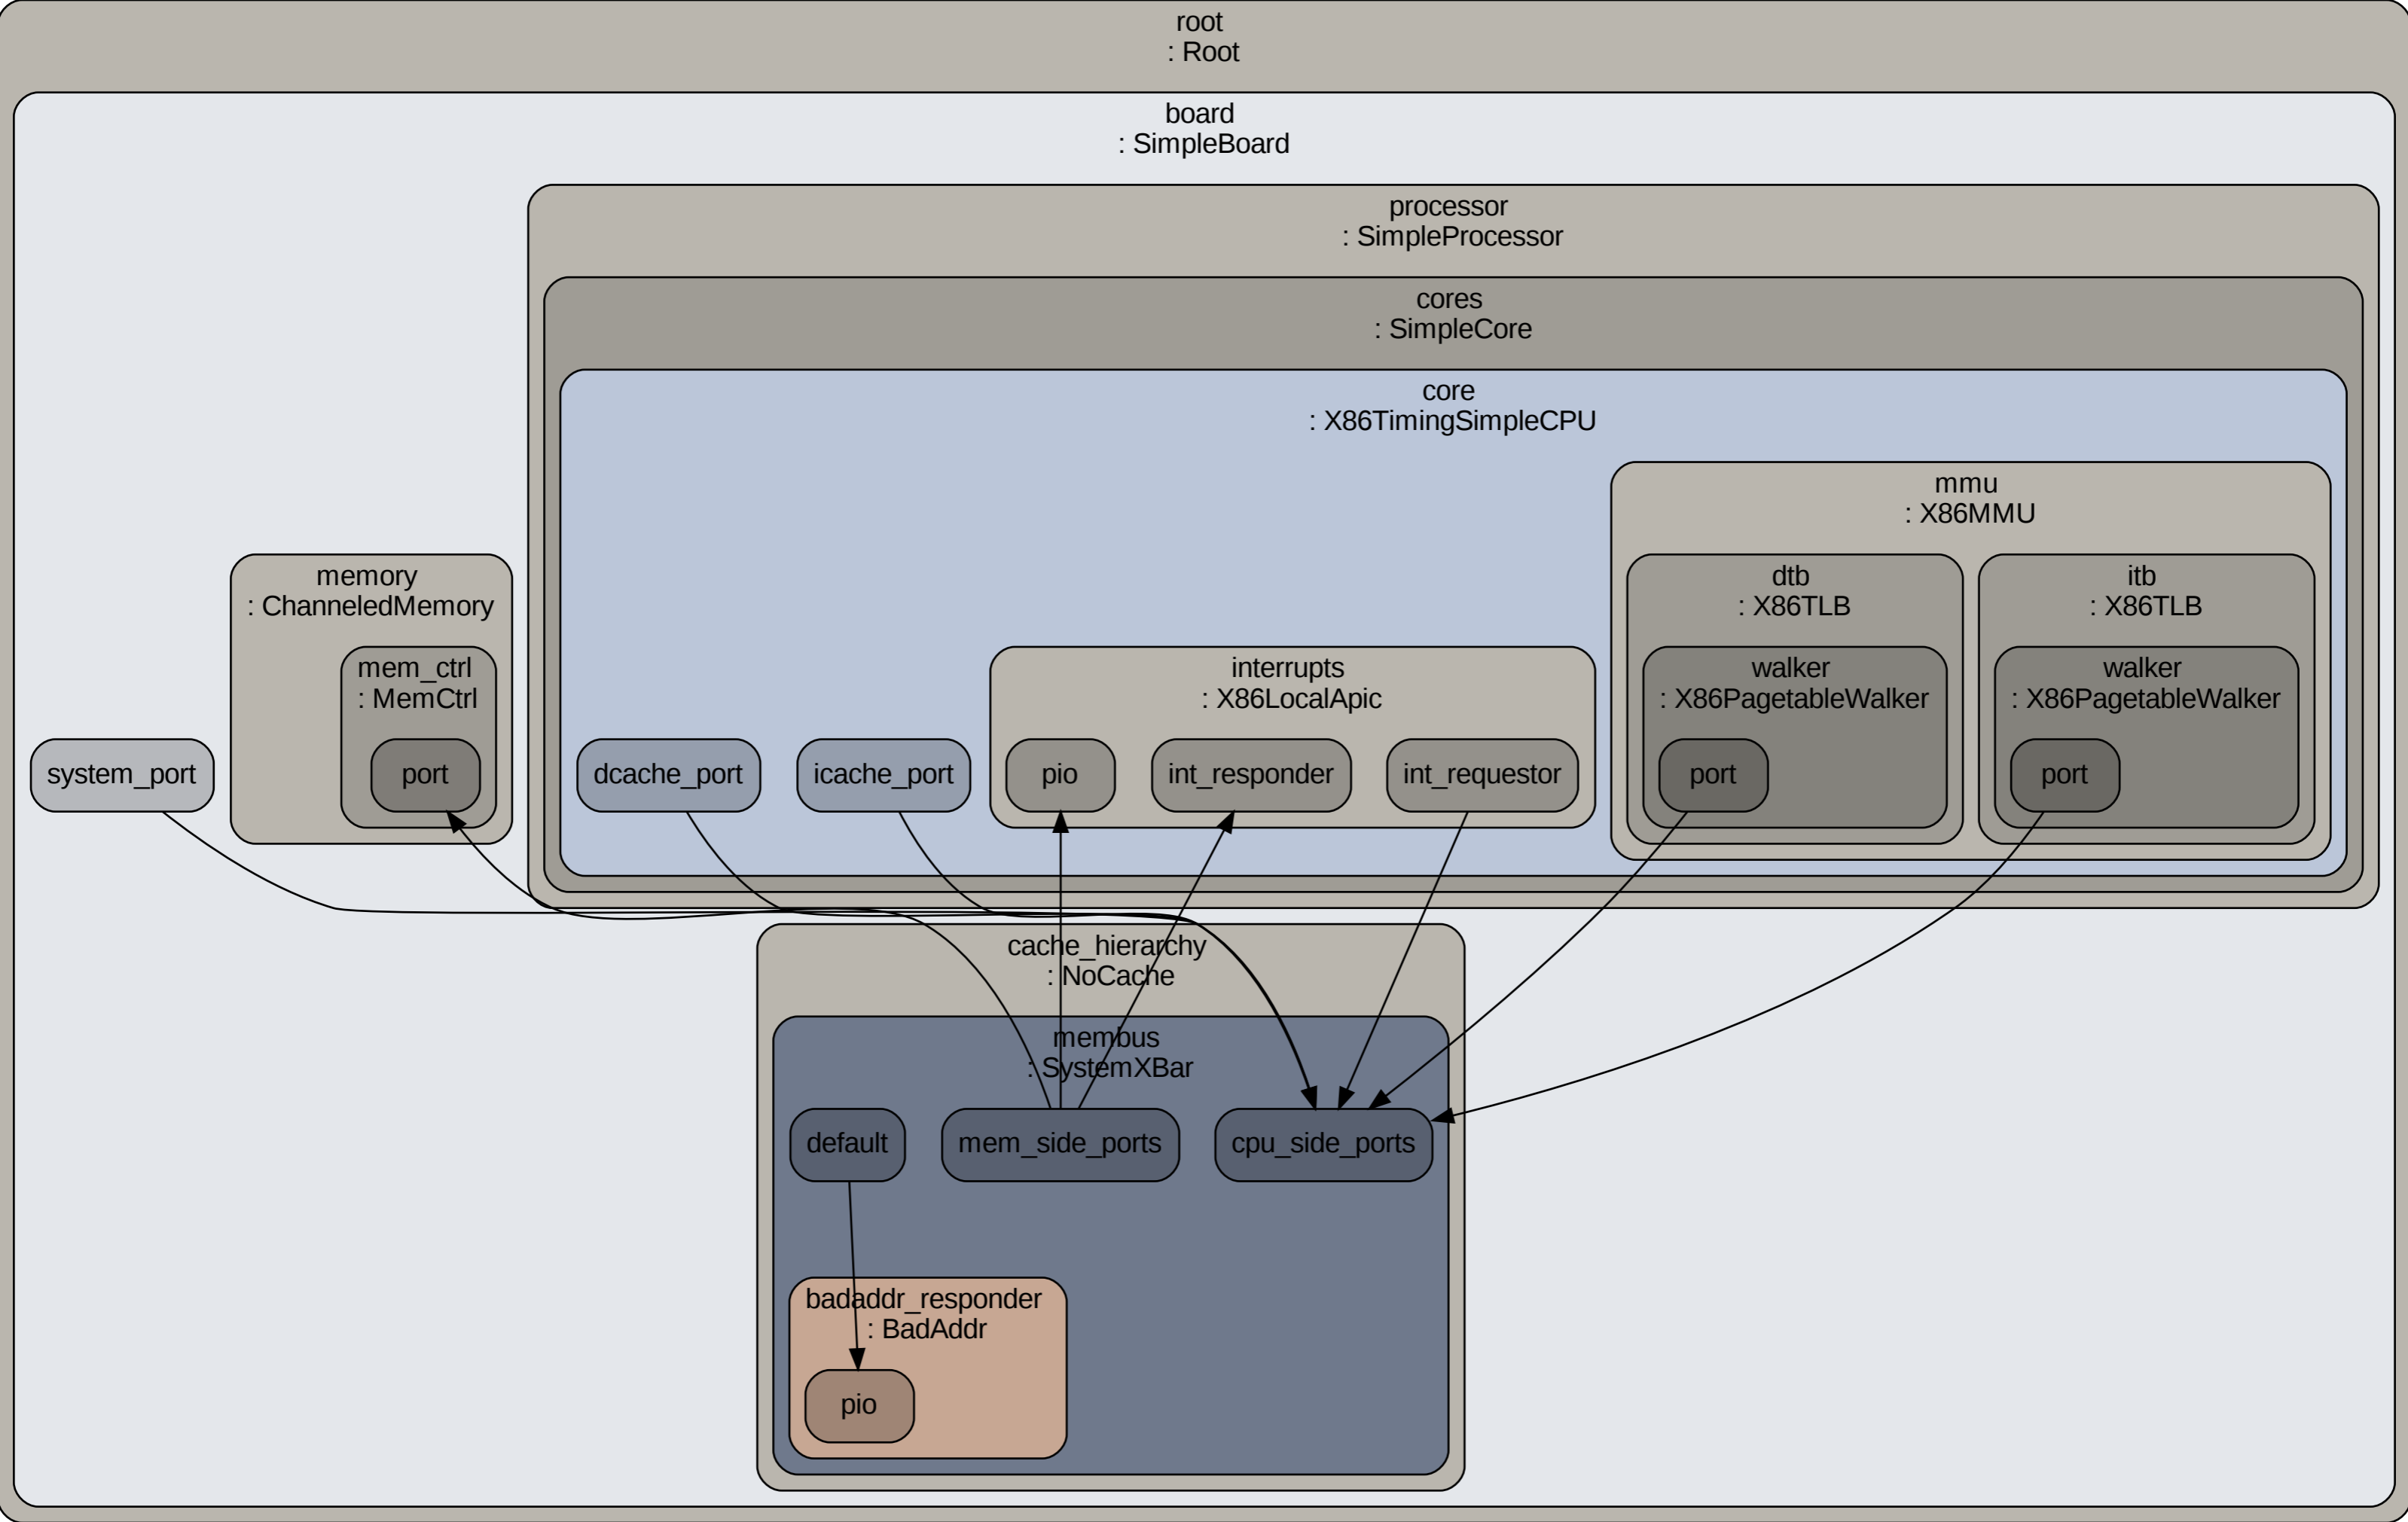 root
: Root
board
: SimpleBoard
processor
: SimpleProcessor
cores
: SimpleCore
core
: X86TimingSimpleCPU
mmu
: X86MMU
memory
: ChanneledMemory
dtb
: X86TLB
itb
: X86TLB
mem_ctrl
: MemCtrl
interrupts
: X86LocalApic
walker
: X86PagetableWalker
walker
: X86PagetableWalker
system_port
port
dcache_port
icache_port
pio
int_responder
int_requestor
port
port
cache_hierarchy
: NoCache
membus
: SystemXBar
default
mem_side_ports
cpu_side_ports
badaddr_responder
: BadAddr
pio